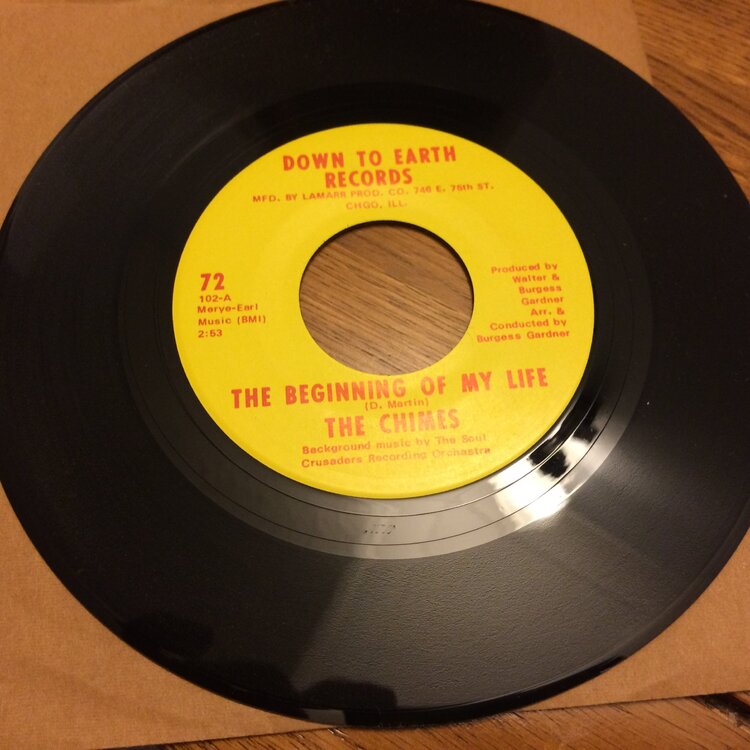 DOWN TO EARTH
RECORDS
MFD. BY LAMARR PROD. CO. 746 E. 75th ST.
CHGO, ILL.
72
102-A
Merye-Earl
Music (BMI)
2:53
Produced by
Walter &
Burgess
Gardner
Arr. &
Conducted by
Burgess Gardner
THE BEGINNING OF MY LIFE
(D. Martin)
THE CHIMES
Background music by The Soul
Crusaders Recording Orchastra